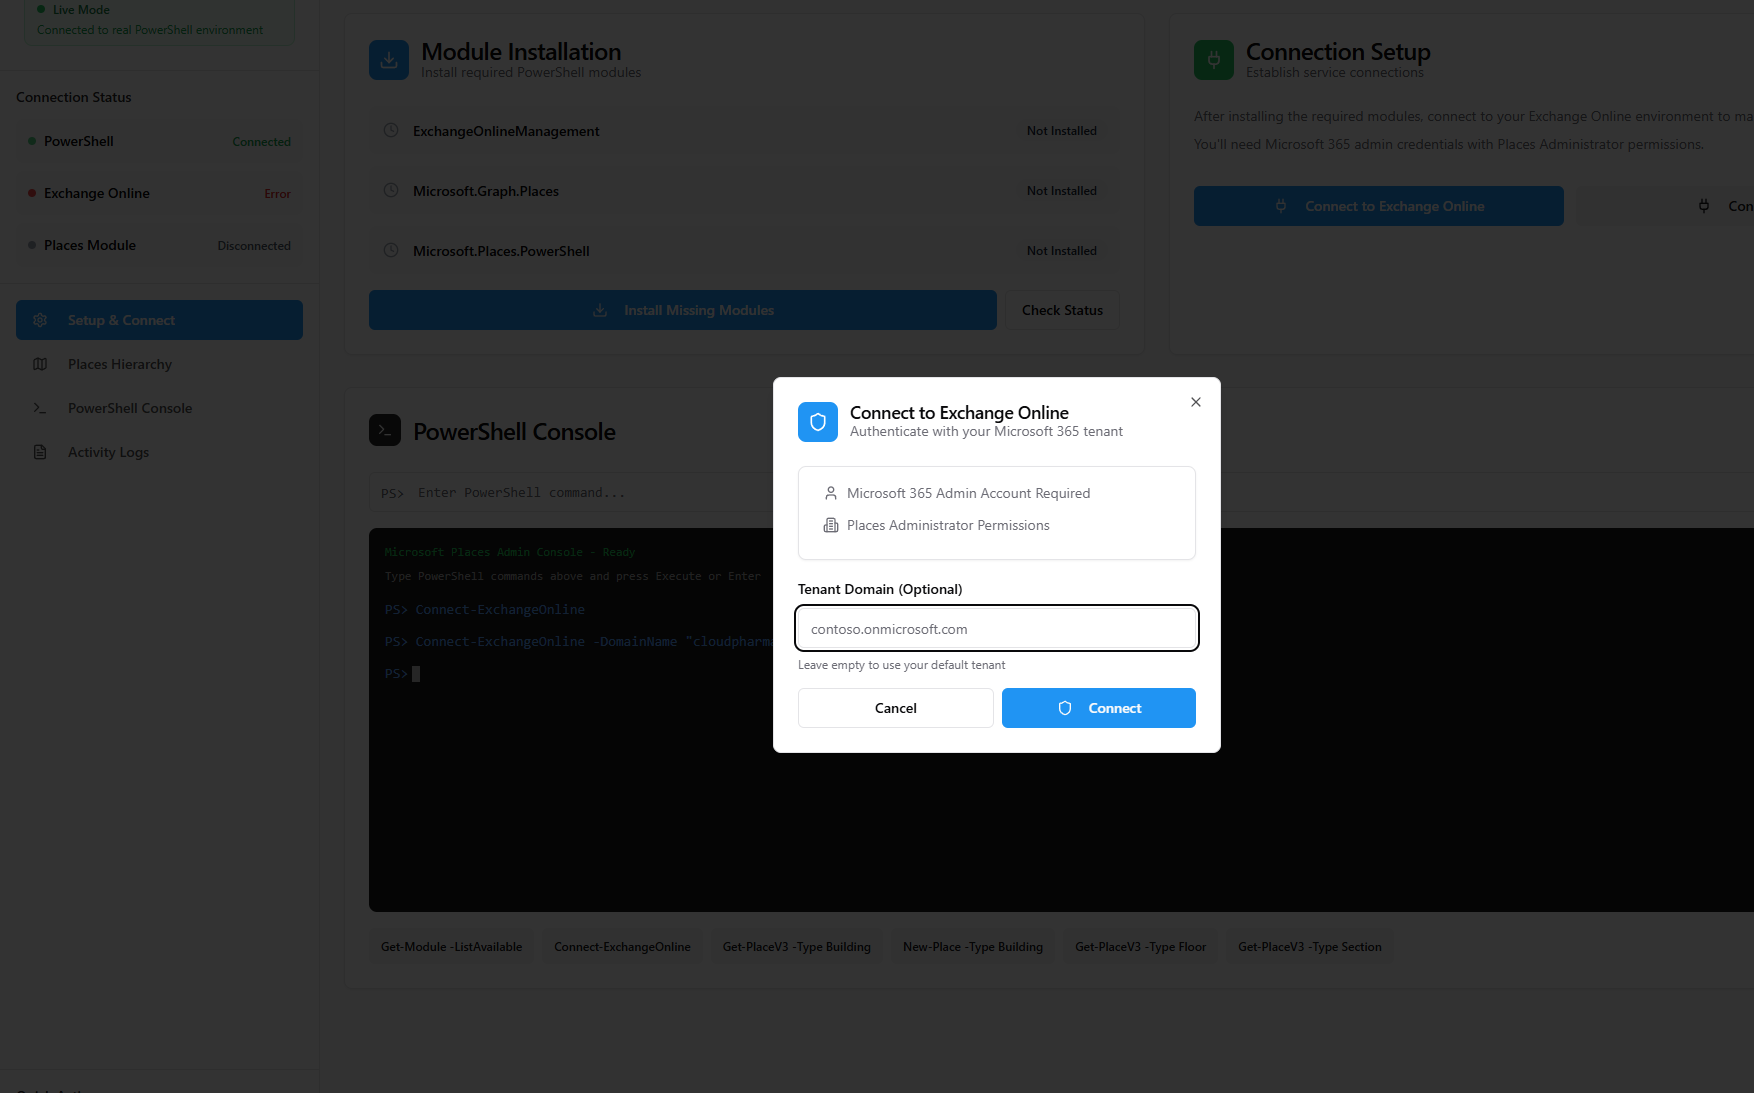 Live Mode
Connected to real PowerShell environment
Connection Status
PowerShell
Connected
Exchange Online
Error
Places Module
Disconnected
Setup & Connect
Places Hierarchy
PowerShell Console
Activity Logs
Module Installation
Install required PowerShell modules
ExchangeOnlineManagement
Not Installed
Microsoft.Graph.Places
Not Installed
Microsoft.Places.PowerShell
Not Installed
Install Missing Modules
Check Status
Connection Setup
Establish service connections
After installing the required modules, connect to your Exchange Online environment to ma
You'll need Microsoft 365 admin credentials with Places Administrator permissions.
Connect to Exchange Online
Con
PowerShell Console
PS> Enter PowerShell command...
Microsoft Places Admin Console - Ready
Type PowerShell commands above and press Execute or Enter
PS> Connect-ExchangeOnline
PS> Connect-ExchangeOnline -DomainName "cloudpharma
PS>
Get-Module -ListAvailable
Connect-ExchangeOnline
Get-PlaceV3 -Type Building
New-Place -Type Building
Get-PlaceV3 -Type Floor
Get-PlaceV3 -Type Section
Connect to Exchange Online
Authenticate with your Microsoft 365 tenant
Microsoft 365 Admin Account Required
Places Administrator Permissions
Tenant Domain (Optional)
contoso.onmicrosoft.com
Leave empty to use your default tenant
Cancel
Connect